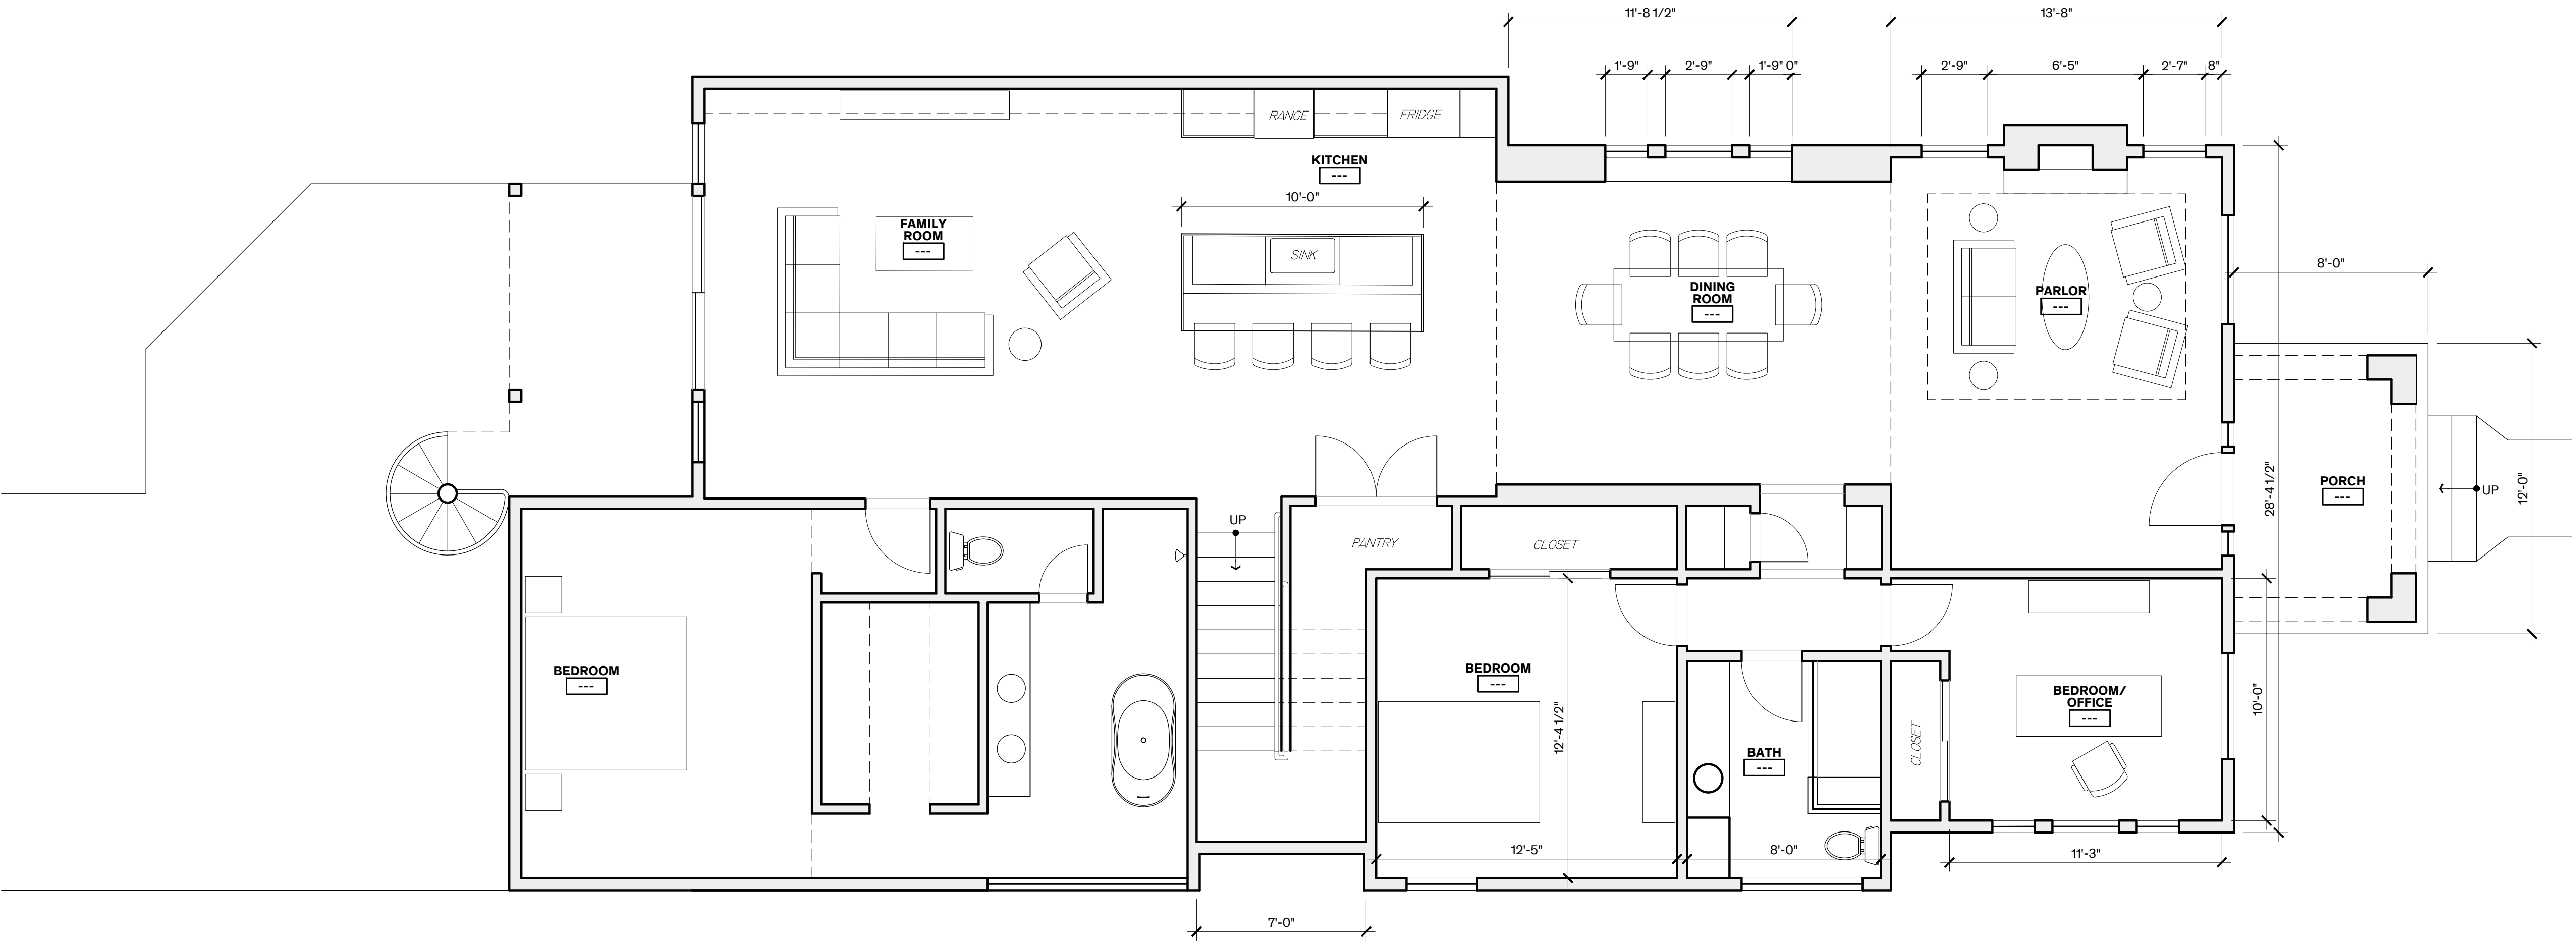 11'-8 1/2"
13'-8"
1'-9"
2'-9"
1'-9"
0"
2'-9"
6'-5"
2'-7"
8"
RANGE
FRIDGE
KITCHEN
---
10'-0"
FAMILY
ROOM
---
SINK
DINING
ROOM
---
PARLOR
---
8'-0"
28'-4 1/2"
12'-0"
PORCH
---
UP
UP
PANTRY
CLOSET
BEDROOM
---
BEDROOM
---
12'-4 1/2"
BATH
---
CLOSET
BEDROOM/
OFFICE
---
10'-0"
12'-5"
8'-0"
11'-3"
7'-0"